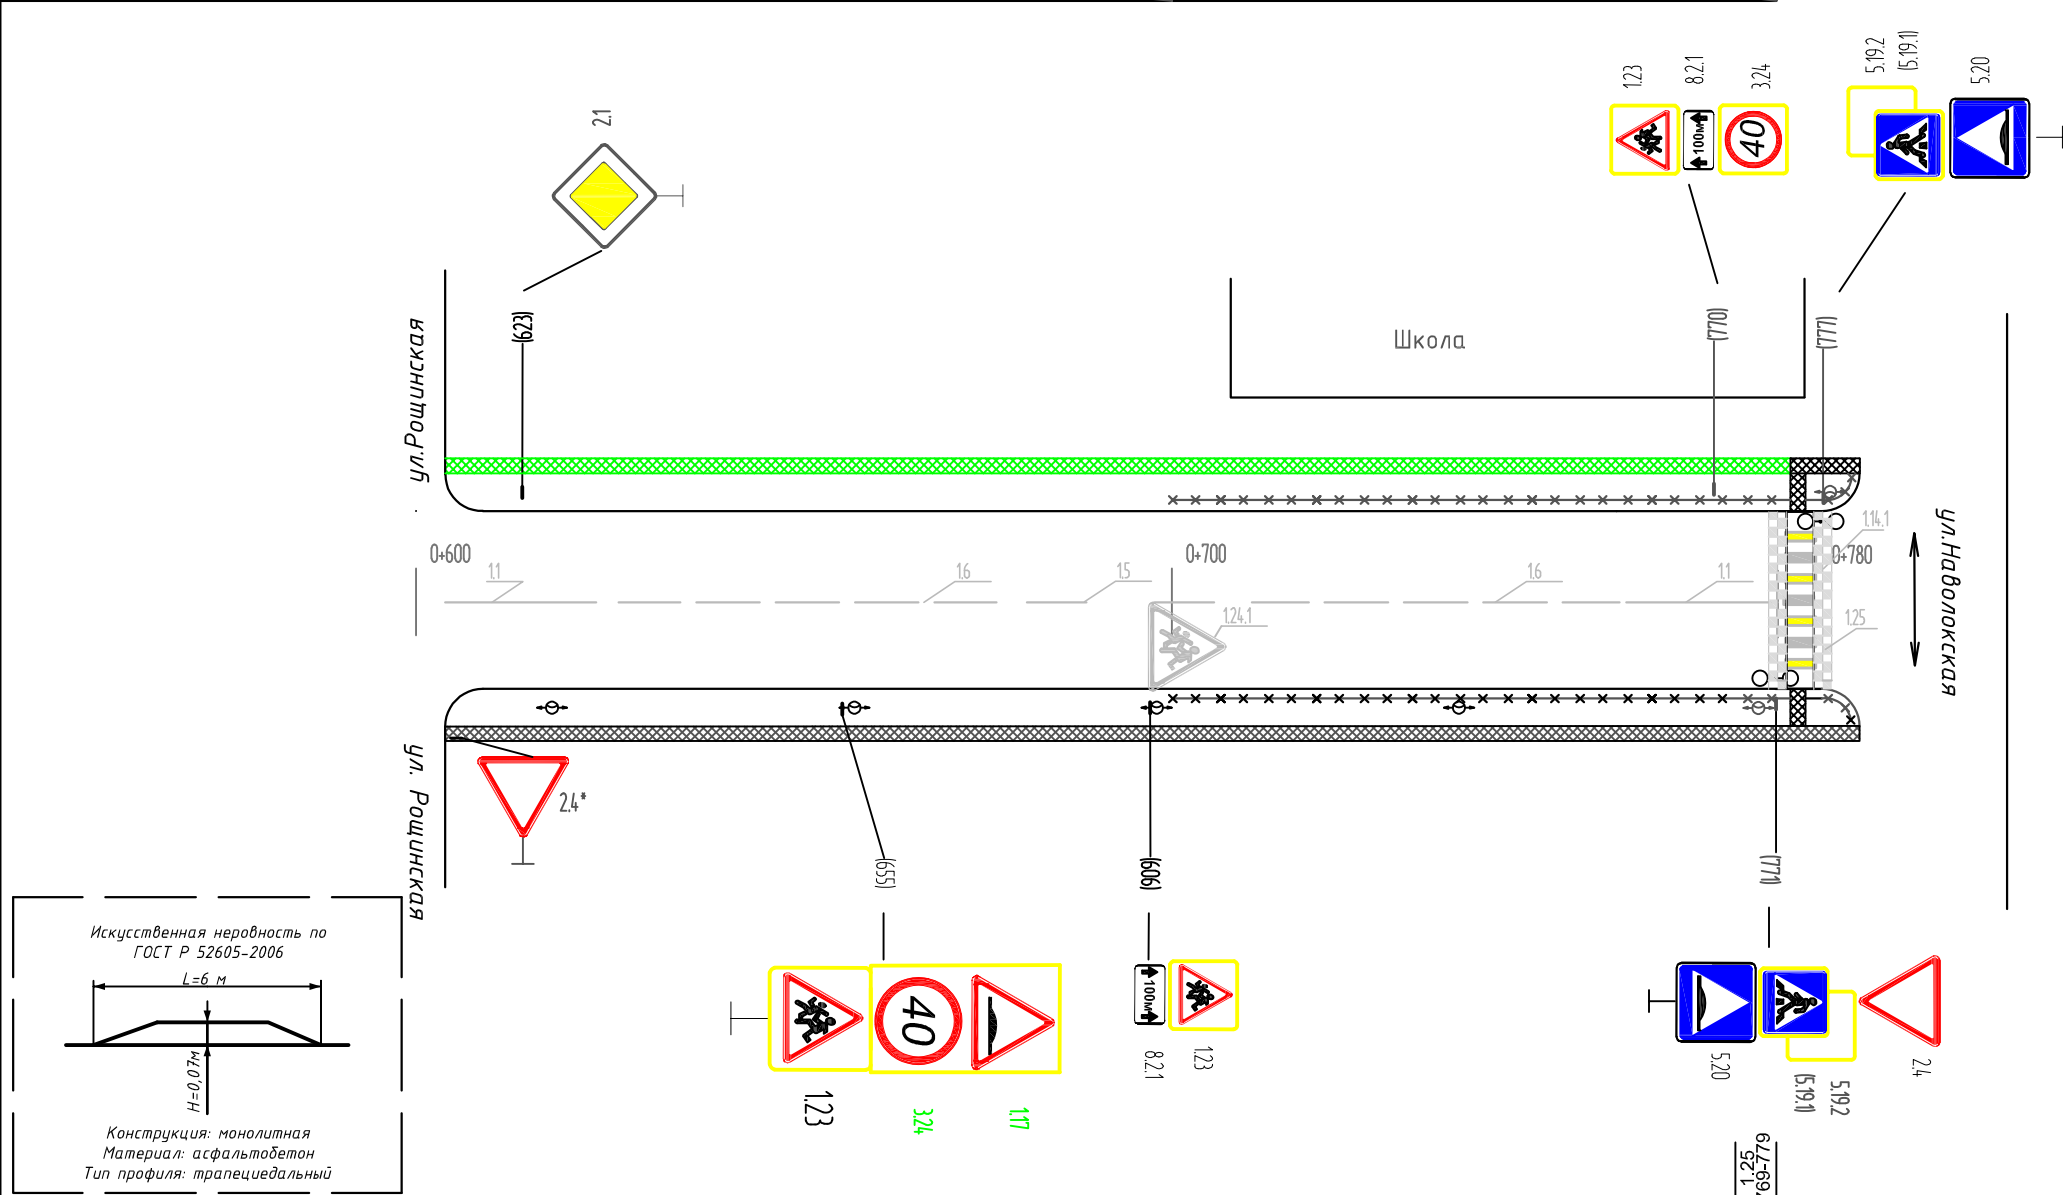 2.1
1.23
8.2.1
3.24
5.19.2
(5.19.1)
5.20
100м
40
(623)
(770)
(777)
Школа
ул.Рощинская
0+600
0+700
0+780
1.1
1.6
1.5
1.6
1.1
1.14.1
1.24.1
1.25
ул.Наволокская
ул. Рощинская
2.4*
(655)
(606)
(771)
40
100м
1.23
3.24
1.17
8.2.1
1.23
5.20
(5.19.1)
5.19.2
2.4
1.25
769-779
Искусственная неровность по
ГОСТ Р 52605-2006
L=6 м
H=0,07м
Конструкция: монолитная
Материал: асфальтобетон
Тип профиля: трапециедальный